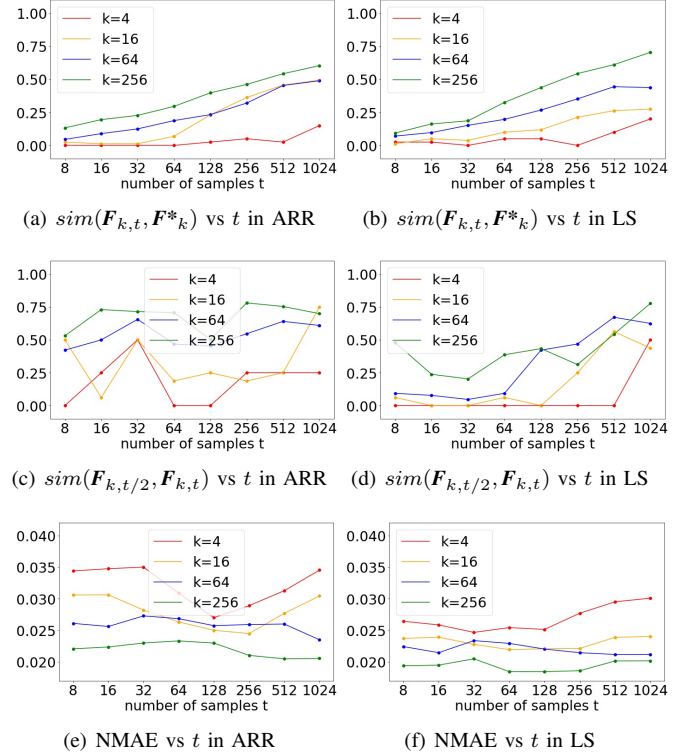 1.00
0.75
0.50
0.25
0.00
k=4
k=16
k=64
k=256
8 16 32 64 128 256 512 1024
number of samples t
(a) sim(F_{k,t}, F*_k) vs t in ARR
1.00
0.75
0.50
0.25
0.00
k=4
k=16
k=64
k=256
8 16 32 64 128 256 512 1024
number of samples t
(b) sim(F_{k,t}, F*_k) vs t in LS
1.00
0.75
0.50
0.25
0.00
k=4
k=16
k=64
k=256
8 16 32 64 128 256 512 1024
number of samples t
(c) sim(F_{k,t/2}, F_{k,t}) vs t in ARR
1.00
0.75
0.50
0.25
0.00
k=4
k=16
k=64
k=256
8 16 32 64 128 256 512 1024
number of samples t
(d) sim(F_{k,t/2}, F_{k,t}) vs t in LS
0.040
0.035
0.030
0.025
0.020
k=4
k=16
k=64
k=256
8 16 32 64 128 256 512 1024
number of samples t
(e) NMAE vs t in ARR
0.040
0.035
0.030
0.025
0.020
k=4
k=16
k=64
k=256
8 16 32 64 128 256 512 1024
number of samples t
(f) NMAE vs t in LS